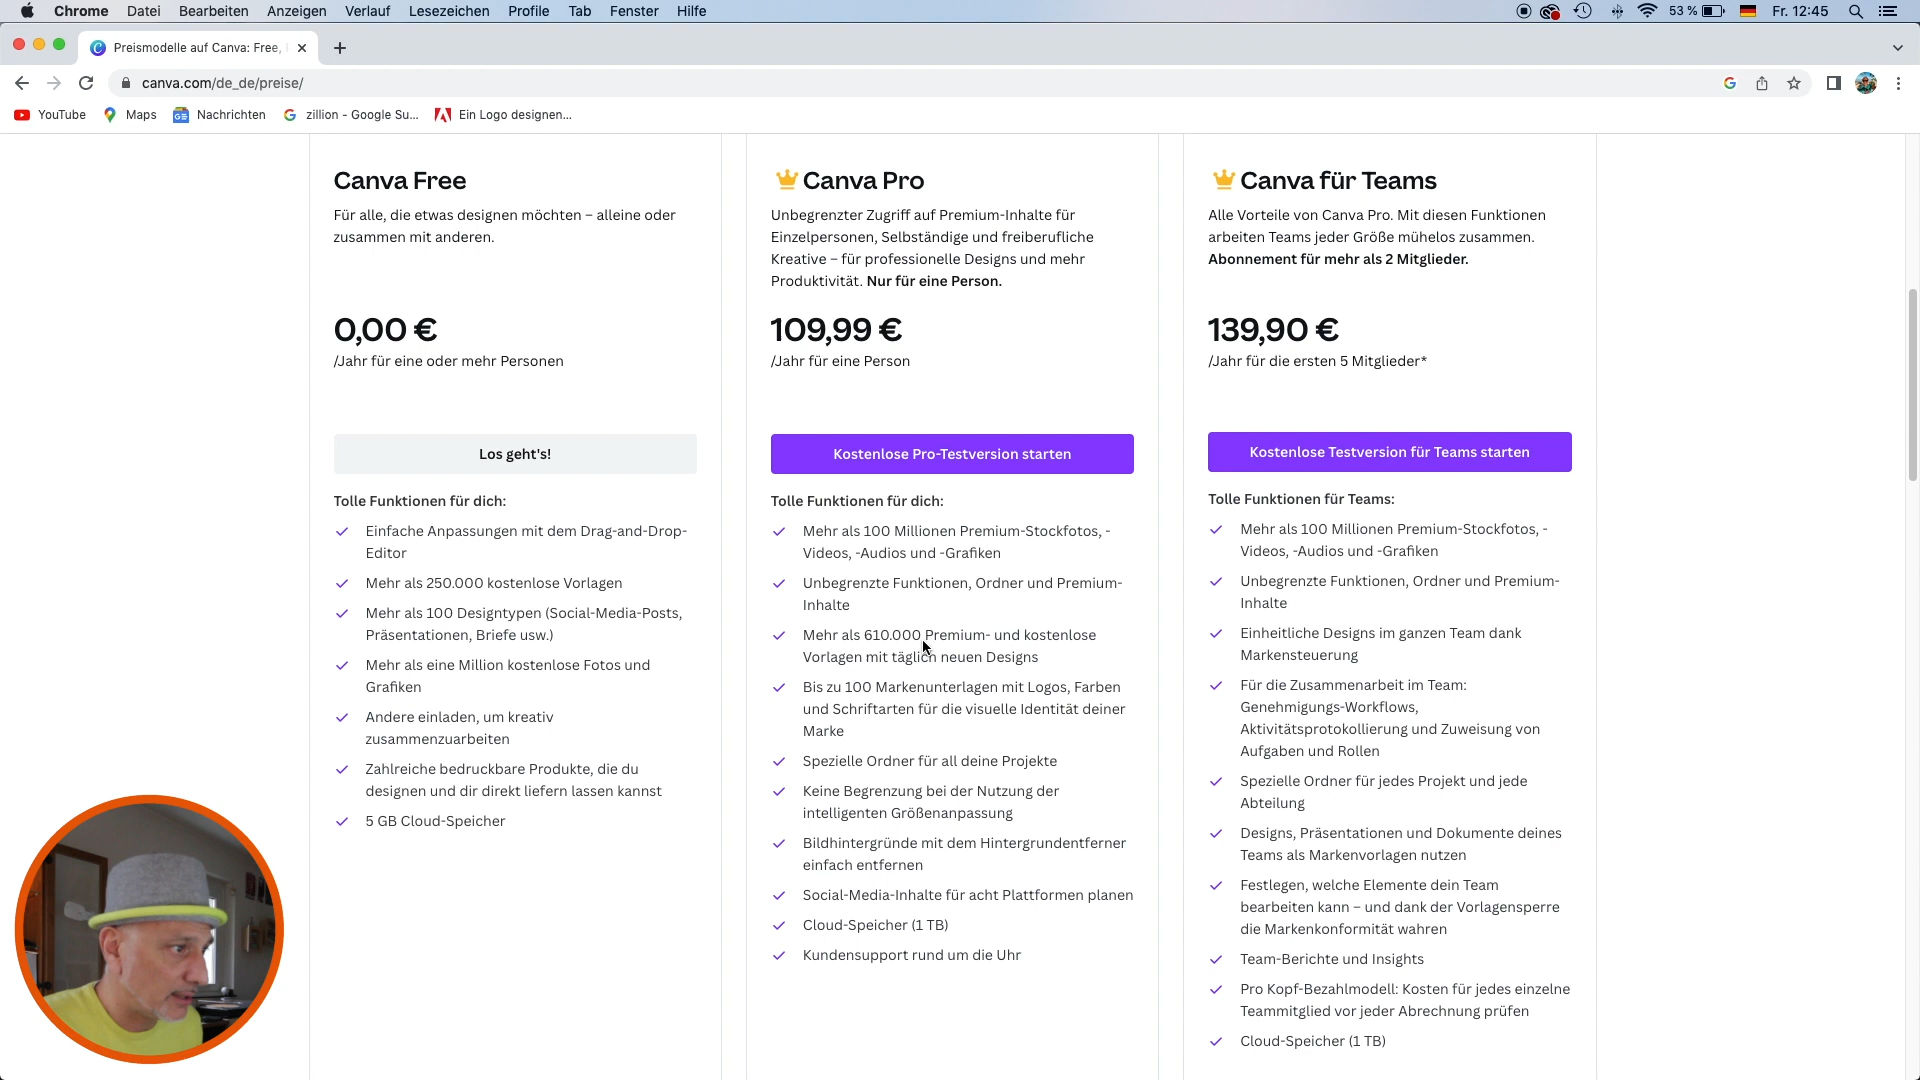 Chrome Datei Bearbeiten Anzeigen Verlauf Lesezeichen Profile Tab Fenster Hilfe 53 % Fr. 12:45
Preismodelle auf Canva: Free,
canva.com/de_de/preise/
YouTube Maps Nachrichten zillion - Google Su... Ein Logo designen...
Canva Free
Für alle, die etwas designen möchten – alleine oder
zusammen mit anderen.
0,00 €
/Jahr für eine oder mehr Personen
Los geht's!
Tolle Funktionen für dich:
Einfache Anpassungen mit dem Drag-and-Drop-
Editor
Mehr als 250.000 kostenlose Vorlagen
Mehr als 100 Designtypen (Social-Media-Posts,
Präsentationen, Briefe usw.)
Mehr als eine Million kostenlose Fotos und
Grafiken
Andere einladen, um kreativ
zusammenzuarbeiten
Zahlreiche bedruckbare Produkte, die du
designen und dir direkt liefern lassen kannst
5 GB Cloud-Speicher
Canva Pro
Unbegrenzter Zugriff auf Premium-Inhalte für
Einzelpersonen, Selbständige und freiberufliche
Kreative – für professionelle Designs und mehr
Produktivität. Nur für eine Person.
109,99 €
/Jahr für eine Person
Kostenlose Pro-Testversion starten
Tolle Funktionen für dich:
Mehr als 100 Millionen Premium-Stockfotos, -
Videos, -Audios und -Grafiken
Unbegrenzte Funktionen, Ordner und Premium-
Inhalte
Mehr als 610.000 Premium- und kostenlose
Vorlagen mit täglich neuen Designs
Bis zu 100 Markenunterlagen mit Logos, Farben
und Schriftarten für die visuelle Identität deiner
Marke
Spezielle Ordner für all deine Projekte
Keine Begrenzung bei der Nutzung der
intelligenten Größenanpassung
Bildhintergründe mit dem Hintergrundentferner
einfach entfernen
Social-Media-Inhalte für acht Plattformen planen
Cloud-Speicher (1 TB)
Kundensupport rund um die Uhr
Canva für Teams
Alle Vorteile von Canva Pro. Mit diesen Funktionen
arbeiten Teams jeder Größe mühelos zusammen.
Abonnement für mehr als 2 Mitglieder.
139,90 €
/Jahr für die ersten 5 Mitglieder*
Kostenlose Testversion für Teams starten
Tolle Funktionen für Teams:
Mehr als 100 Millionen Premium-Stockfotos, -
Videos, -Audios und -Grafiken
Unbegrenzte Funktionen, Ordner und Premium-
Inhalte
Einheitliche Designs im ganzen Team dank
Markensteuerung
Für die Zusammenarbeit im Team:
Genehmigungs-Workflows,
Aktivitätsprotokollierung und Zuweisung von
Aufgaben und Rollen
Spezielle Ordner für jedes Projekt und jede
Abteilung
Designs, Präsentationen und Dokumente deines
Teams als Markenvorlagen nutzen
Festlegen, welche Elemente dein Team
bearbeiten kann – und dank der Vorlagensperre
die Markenkonformität wahren
Team-Berichte und Insights
Pro Kopf-Bezahlmodell: Kosten für jedes einzelne
Teammitglied vor jeder Abrechnung prüfen
Cloud-Speicher (1 TB)